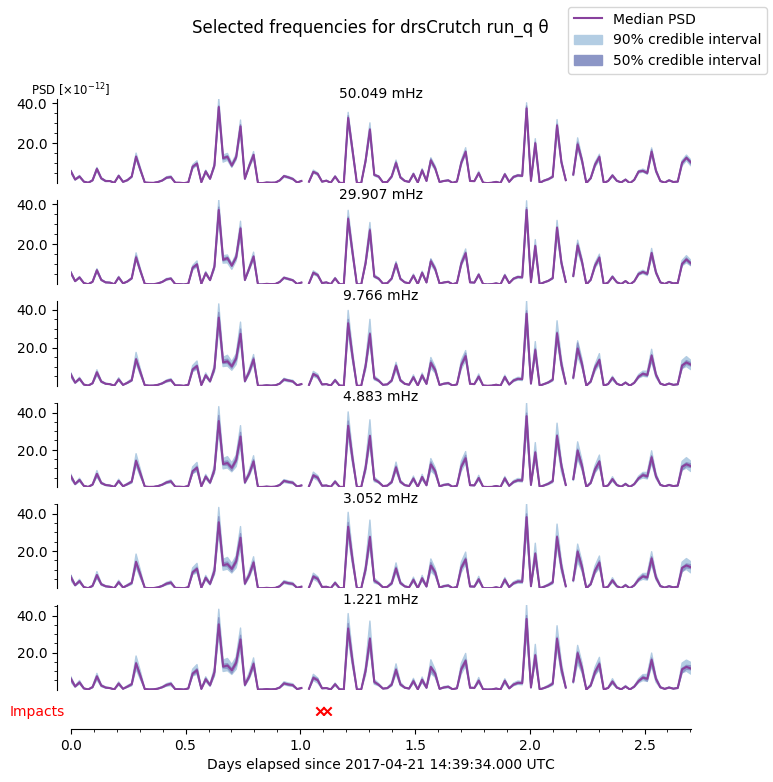 Selected frequencies for drsCrutch run_q θ
Median PSD
90% credible interval
50% credible interval
PSD [×10⁻¹²]
50.049 mHz
40.0
20.0
29.907 mHz
40.0
20.0
9.766 mHz
40.0
20.0
4.883 mHz
40.0
20.0
3.052 mHz
40.0
20.0
1.221 mHz
40.0
20.0
Impacts
0.0 0.5 1.0 1.5 2.0 2.5
Days elapsed since 2017-04-21 14:39:34.000 UTC